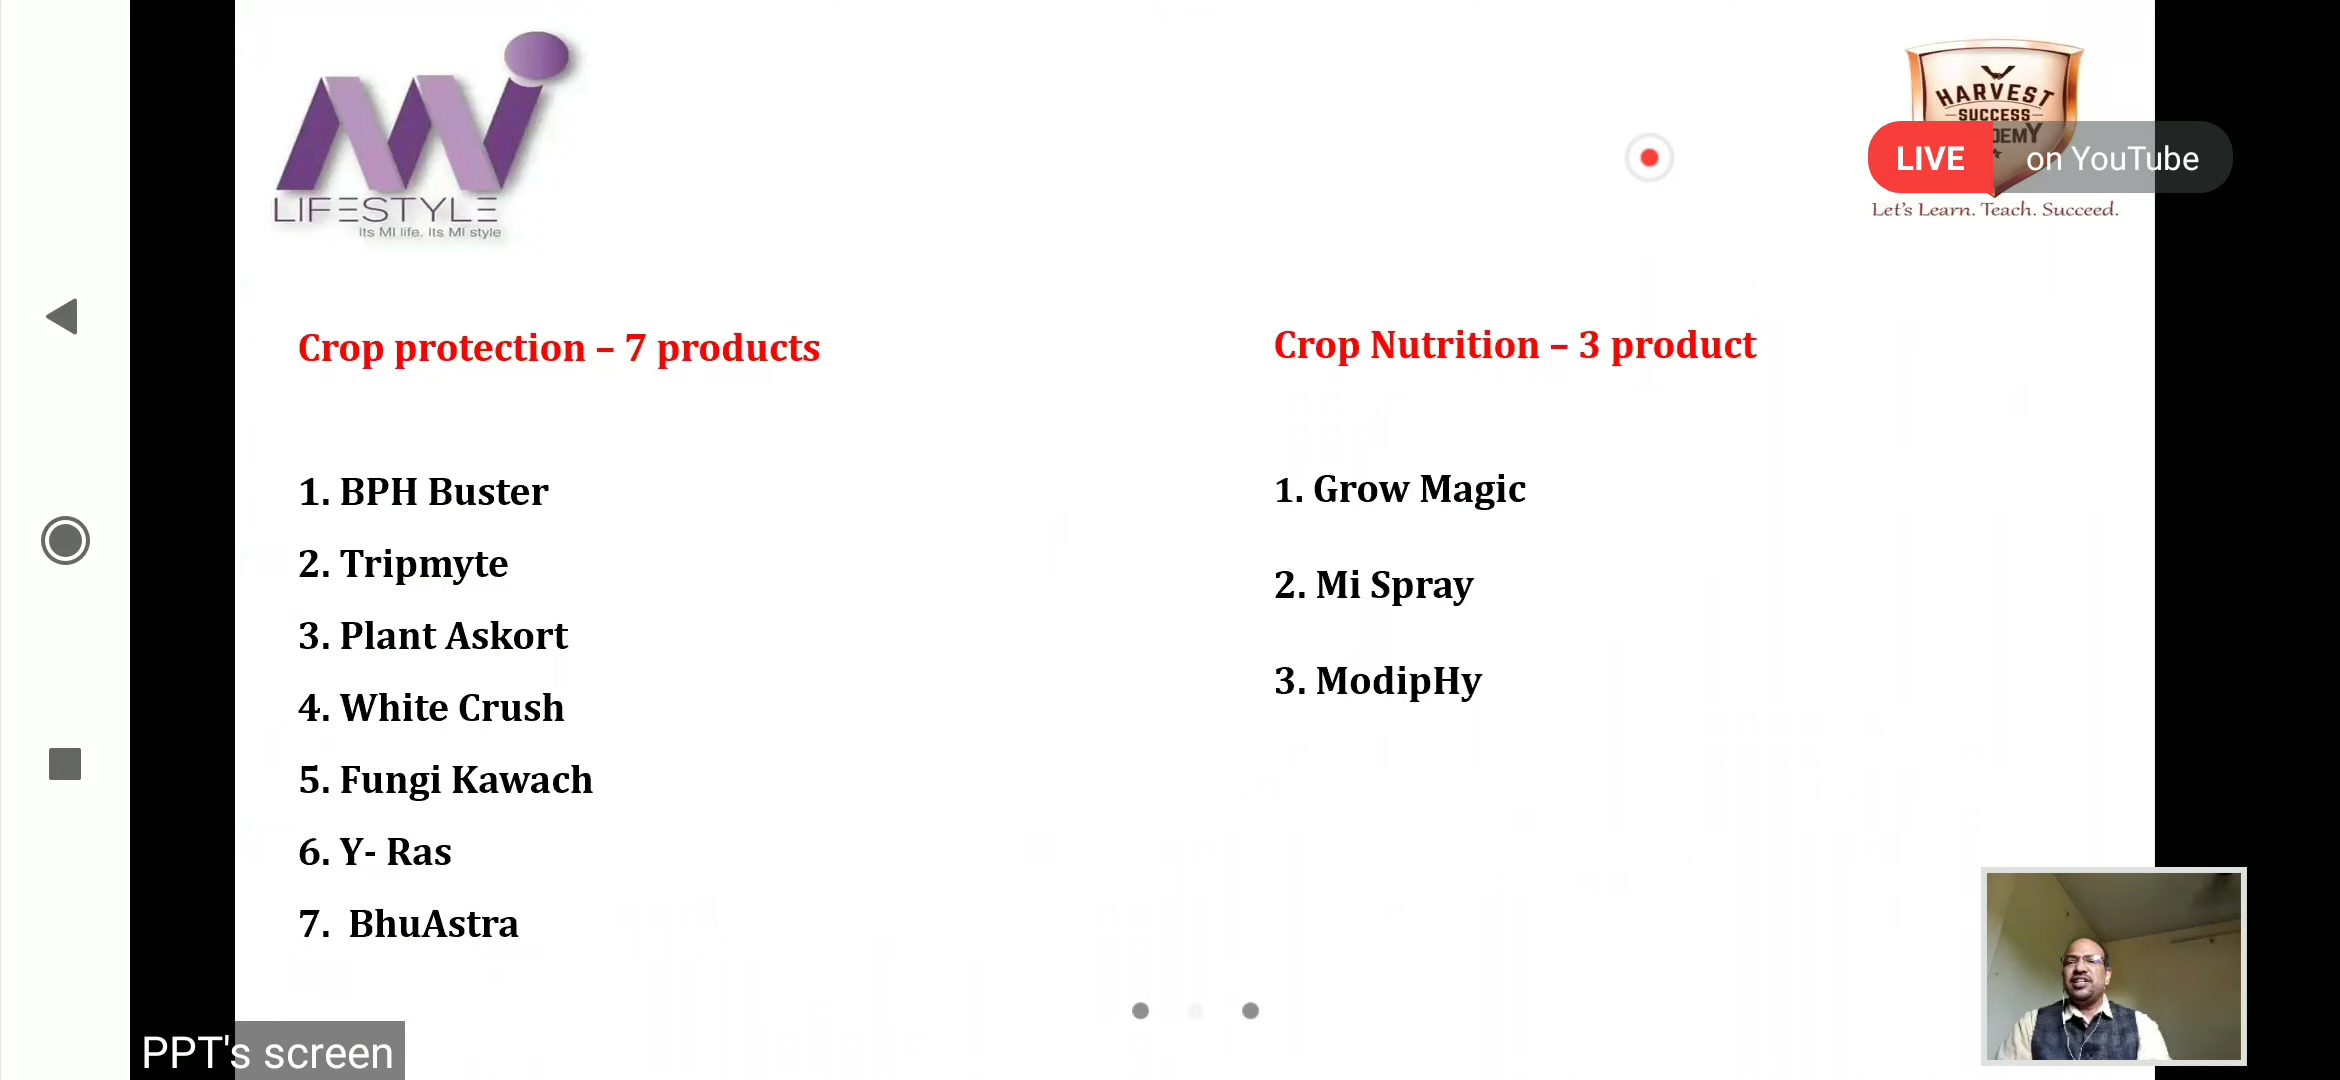 LIFESTYLE
Its MI life. Its MI style
HARVEST
SUCCESS
LIVE on YouTube
Let's Learn. Teach. Succeed.
Crop protection – 7 products
1. BPH Buster
2. Tripmyte
3. Plant Askort
4. White Crush
5. Fungi Kawach
6. Y- Ras
7. BhuAstra
Crop Nutrition – 3 product
1. Grow Magic
2. Mi Spray
3. ModipHy
PPT's screen